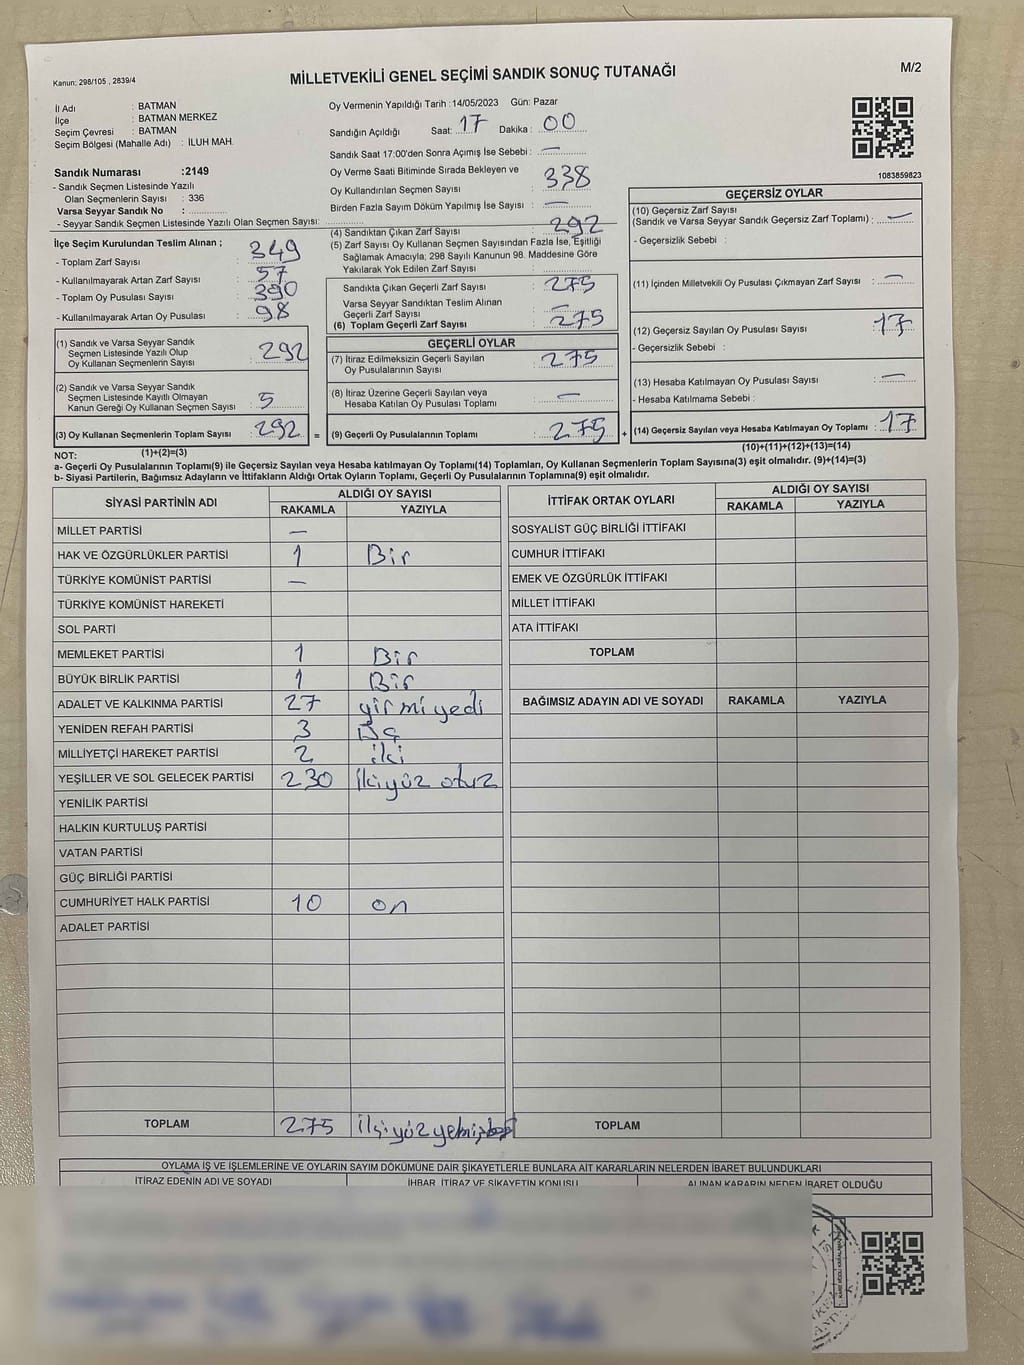 Kanun: 298/105 , 2839/4
MİLLETVEKİLİ GENEL SEÇİMİ SANDIK SONUÇ TUTANAĞI
M/2
İl Adı : BATMAN
İlçe : BATMAN MERKEZ
Seçim Çevresi : BATMAN
Seçim Bölgesi (Mahalle Adı) : İLUH MAH.
Oy Vermenin Yapıldığı Tarih :14/05/2023 Gün: Pazar
Sandığın Açıldığı Saat: 17 Dakika : 00
Sandık Saat 17:00'den Sonra Açımış İse Sebebi : —
Oy Verme Saati Bitiminde Sırada Bekleyen ve
Oy Kullandırılan Seçmen Sayısı : 338
Birden Fazla Sayım Döküm Yapılmış İse Sayısı : —
1083859823
Sandık Numarası :2149
- Sandık Seçmen Listesinde Yazılı
Olan Seçmenlerin Sayısı : 336
Varsa Seyyar Sandık No :
- Seyyar Sandık Seçmen Listesinde Yazılı Olan Seçmen Sayısı:
İlçe Seçim Kurulundan Teslim Alınan ;
- Toplam Zarf Sayısı : 349
- Kullanılmayarak Artan Zarf Sayısı : 57
- Toplam Oy Pusulası Sayısı : 390
- Kullanılmayarak Artan Oy Pusulası : 98
(1) Sandık ve Varsa Seyyar Sandık
Seçmen Listesinde Yazılı Olup
Oy Kullanan Seçmenlerin Sayısı : 292
(2) Sandık ve Varsa Seyyar Sandık
Seçmen Listesinde Kayıtlı Olmayan
Kanun Gereği Oy Kullanan Seçmen Sayısı : 5
(3) Oy Kullanan Seçmenlerin Toplam Sayısı : 292 =
(4) Sandıktan Çıkan Zarf Sayısı : 292
(5) Zarf Sayısı Oy Kullanan Seçmen Sayısından Fazla İse, Eşitliği
Sağlamak Amacıyla; 298 Sayılı Kanunun 98. Maddesine Göre
Yakılarak Yok Edilen Zarf Sayısı :
Sandıkta Çıkan Geçerli Zarf Sayısı : 275
Varsa Seyyar Sandıktan Teslim Alınan
Geçerli Zarf Sayısı : —
(6) Toplam Geçerli Zarf Sayısı : 275
GEÇERLİ OYLAR
(7) İtiraz Edilmeksizin Geçerli Sayılan
Oy Pusulalarının Sayısı : 275
(8) İtiraz Üzerine Geçerli Sayılan veya
Hesaba Katılan Oy Pusulası Toplamı : —
(9) Geçerli Oy Pusulalarının Toplamı : 275 +
GEÇERSİZ OYLAR
(10) Geçersiz Zarf Sayısı
(Sandık ve Varsa Seyyar Sandık Geçersiz Zarf Toplamı) : —
- Geçersizlik Sebebi :
(11) İçinden Milletvekili Oy Pusulası Çıkmayan Zarf Sayısı : —
(12) Geçersiz Sayılan Oy Pusulası Sayısı : 17
- Geçersizlik Sebebi :
(13) Hesaba Katılmayan Oy Pusulası Sayısı : —
- Hesaba Katılmama Sebebi :
(14) Geçersiz Sayılan veya Hesaba Katılmayan Oy Toplamı : 17
NOT: (1)+(2)=(3)
(10)+(11)+(12)+(13)=(14)
a- Geçerli Oy Pusulalarının Toplamı(9) ile Geçersiz Sayılan veya Hesaba katılmayan Oy Toplamı(14) Toplamları, Oy Kullanan Seçmenlerin Toplam Sayısına(3) eşit olmalıdır. (9)+(14)=(3)
b- Siyasi Partilerin, Bağımsız Adayların ve İttifakların Aldığı Ortak Oyların Toplamı, Geçerli Oy Pusulalarının Toplamına(9) eşit olmalıdır.
SİYASİ PARTİNİN ADI ALDIĞI OY SAYISI
RAKAMLA YAZIYLA
MİLLET PARTİSİ —
HAK VE ÖZGÜRLÜKLER PARTİSİ 1 Bir
TÜRKİYE KOMÜNİST PARTİSİ —
TÜRKİYE KOMÜNİST HAREKETİ
SOL PARTİ
MEMLEKET PARTİSİ 1 Bir
BÜYÜK BİRLİK PARTİSİ 1 Bir
ADALET VE KALKINMA PARTİSİ 27 yirmiyedi
YENİDEN REFAH PARTİSİ 3 Üç
MİLLİYETÇİ HAREKET PARTİSİ 2 iki
YEŞİLLER VE SOL GELECEK PARTİSİ 230 İkiyüz otuz
YENİLİK PARTİSİ
HALKIN KURTULUŞ PARTİSİ
VATAN PARTİSİ
GÜÇ BİRLİĞİ PARTİSİ
CUMHURİYET HALK PARTİSİ 10 on
ADALET PARTİSİ
TOPLAM 275 ikiyüzyetmişbeş
İTTİFAK ORTAK OYLARI ALDIĞI OY SAYISI
RAKAMLA YAZIYLA
SOSYALİST GÜÇ BİRLİĞİ İTTİFAKI
CUMHUR İTTİFAKI
EMEK VE ÖZGÜRLÜK İTTİFAKI
MİLLET İTTİFAKI
ATA İTTİFAKI
TOPLAM
BAĞIMSIZ ADAYIN ADI VE SOYADI RAKAMLA YAZIYLA
TOPLAM
OYLAMA İŞ VE İŞLEMLERİNE VE OYLARIN SAYIM DÖKÜMÜNE DAİR ŞİKAYETLERLE BUNLARA AİT KARARLARIN NELERDEN İBARET BULUNDUKLARI
İTİRAZ EDENİN ADI VE SOYADI İHBAR, İTİRAZ VE ŞİKAYETİN KONUSU ALINAN KARARIN NEDEN İBARET OLDUĞU